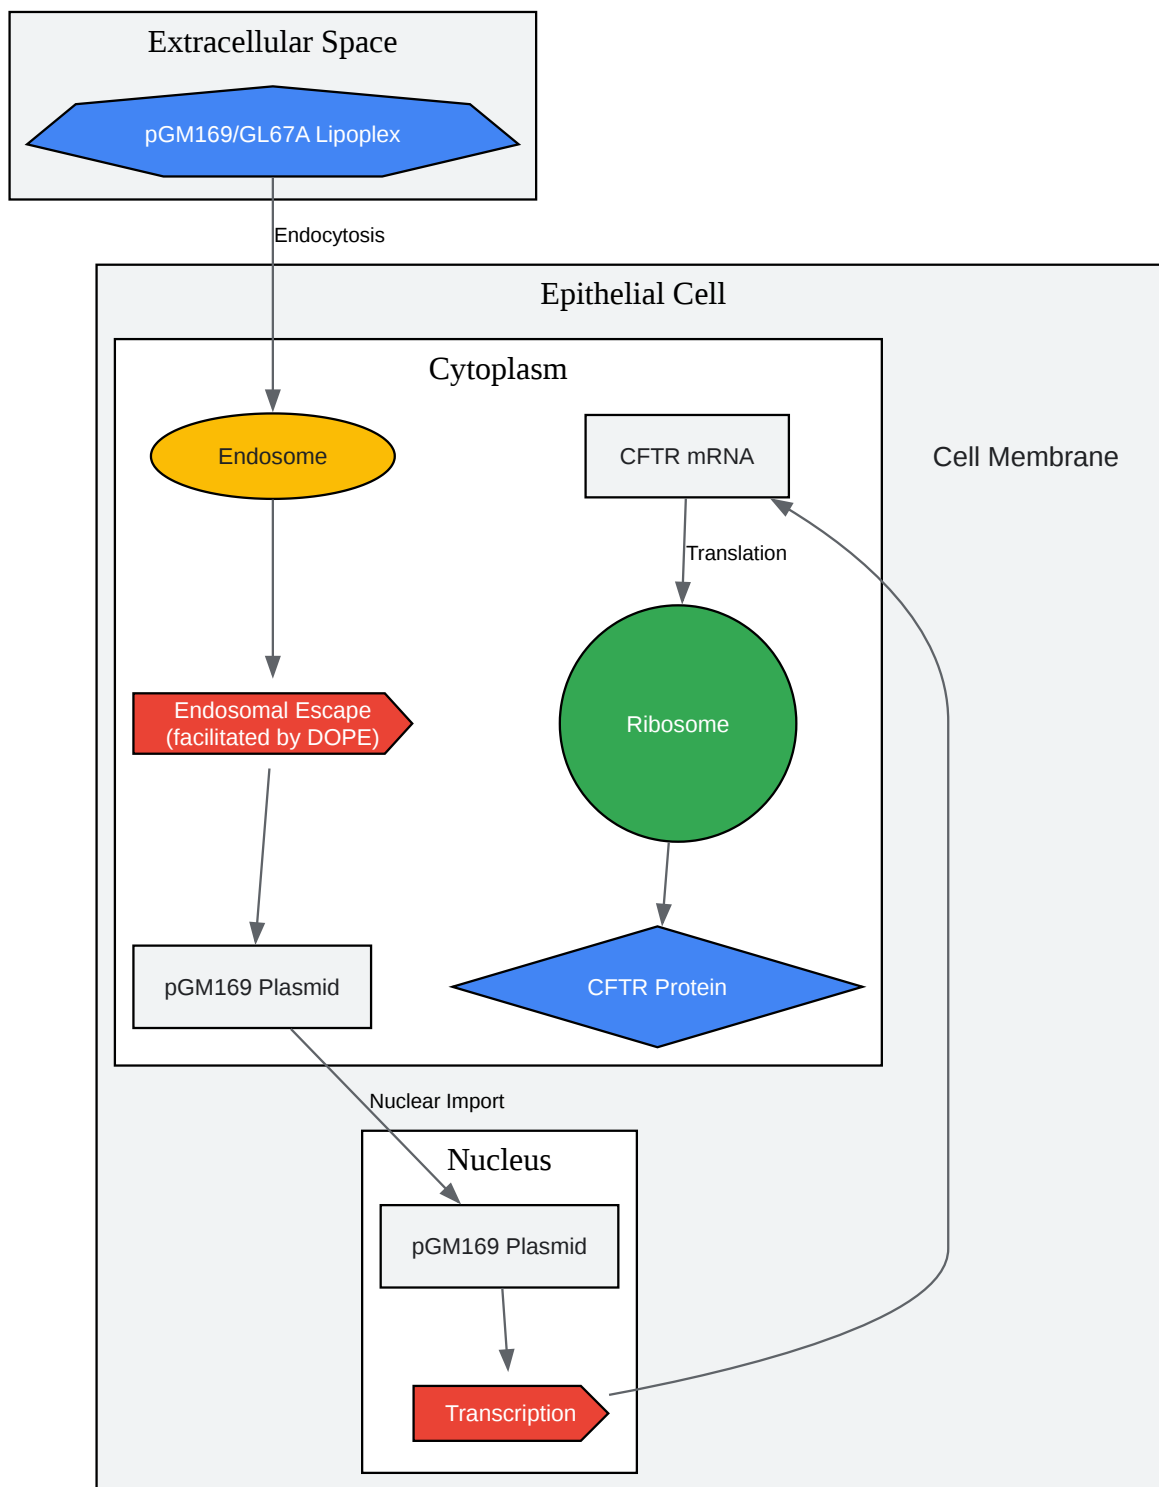 Extracellular Space
pGM169/GL67A Lipoplex
Endocytosis
Epithelial Cell
Cytoplasm
Endosome
CFTR mRNA
Cell Membrane
Translation
Endosomal Escape
(facilitated by DOPE)
Ribosome
pGM169 Plasmid
CFTR Protein
Nuclear Import
Nucleus
pGM169 Plasmid
Transcription